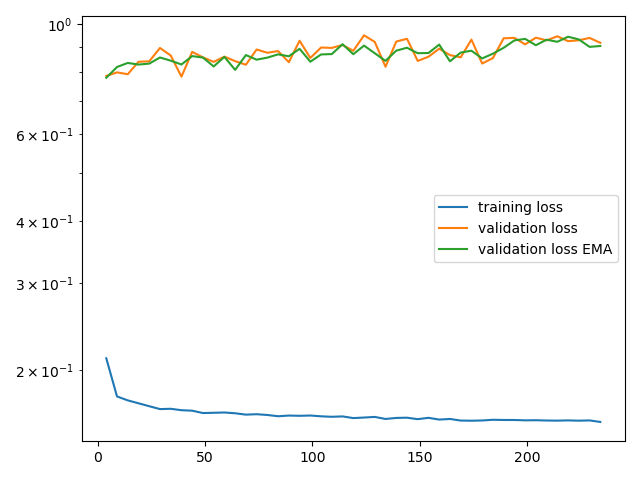 10⁰
6 × 10⁻¹
4 × 10⁻¹
3 × 10⁻¹
2 × 10⁻¹
training loss
validation loss
validation loss EMA
0 50 100 150 200